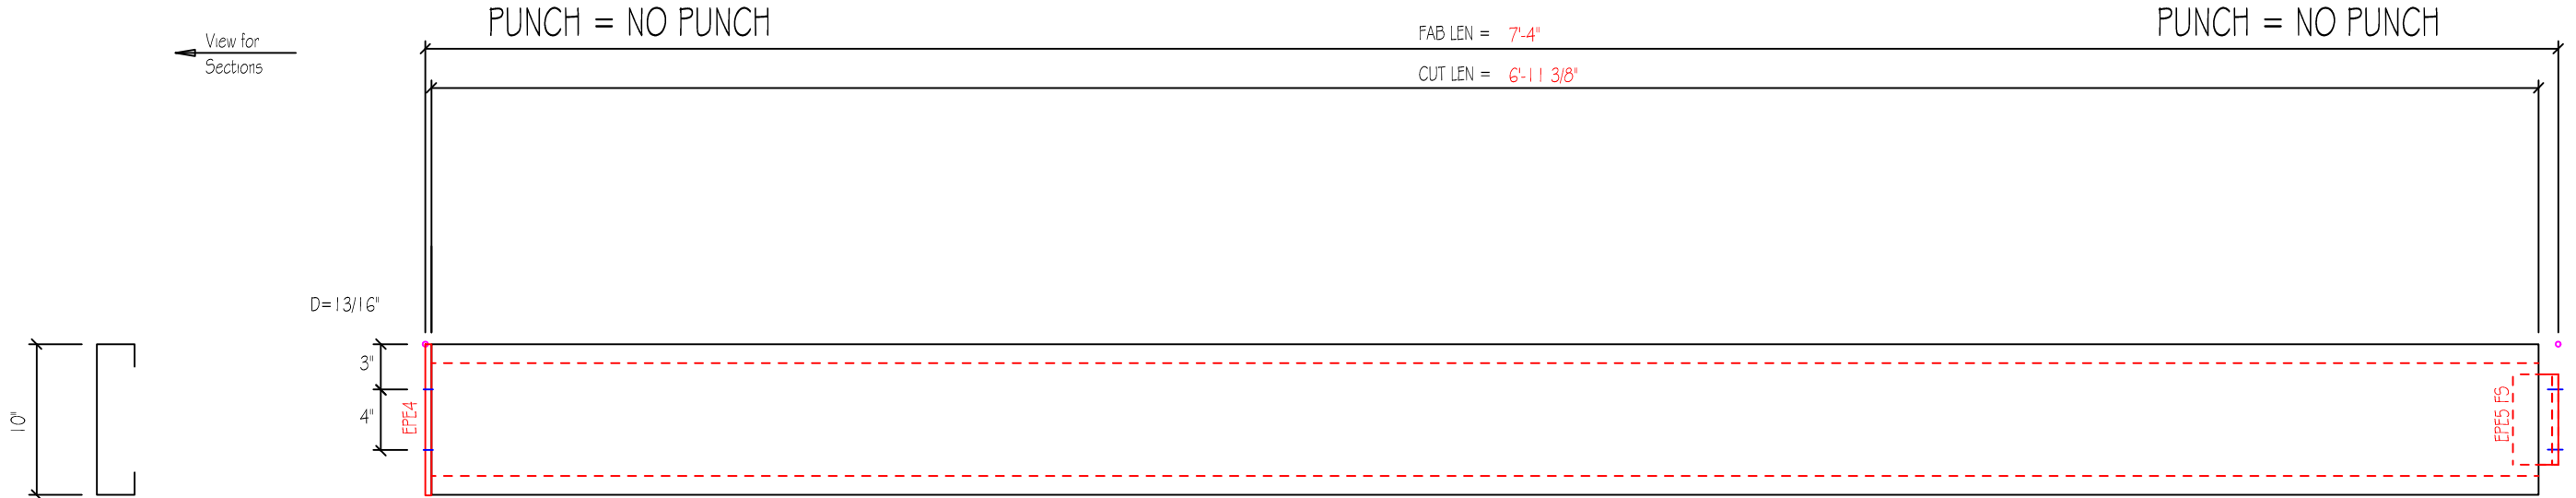 PUNCH = NO PUNCH
PUNCH = NO PUNCH
FAB LEN = 7'-4"
View for
Sections
CUT LEN = 6'-11 3/8"
D=13/16"
3"
4"
10"
EPE4
EPE5 FS